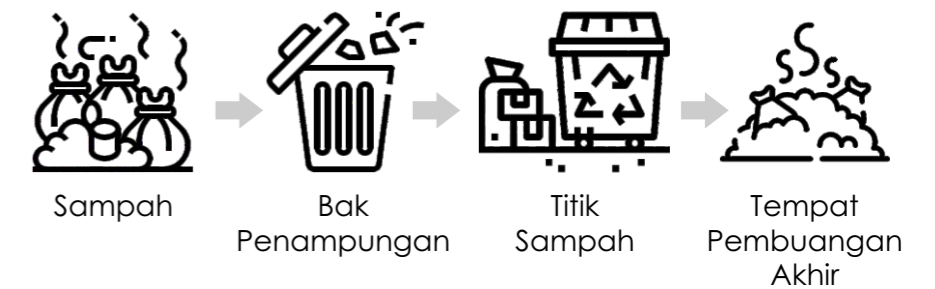 Sampah
Bak
Penampungan
Titik
Sampah
Tempat
Pembuangan
Akhir